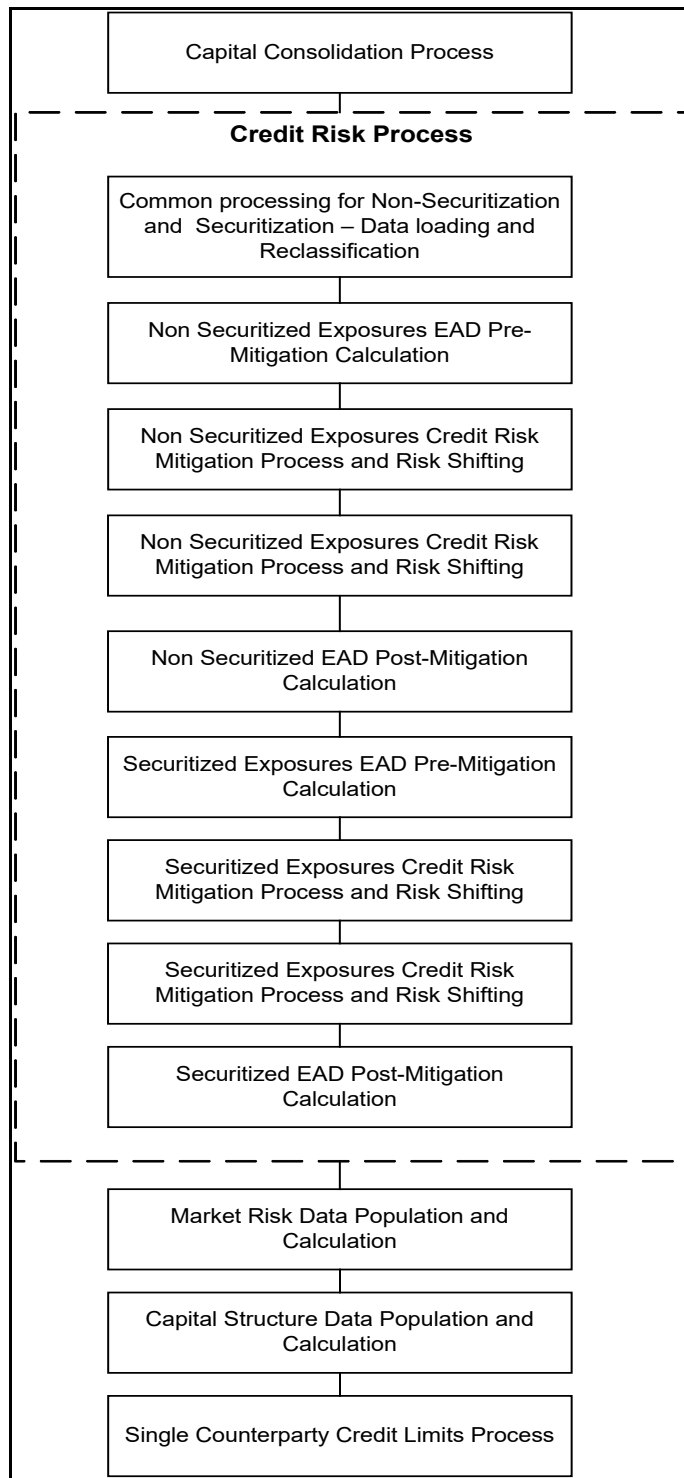 Capital Consolidation Process
Credit Risk Process
Common processing for Non-Securitization
and  Securitization – Data loading and
Reclassification
Non Securitized Exposures EAD Pre-
Mitigation Calculation
Non Securitized Exposures Credit Risk
Mitigation Process and Risk Shifting
Non Securitized Exposures Credit Risk
Mitigation Process and Risk Shifting
Non Securitized EAD Post-Mitigation
Calculation
Securitized Exposures EAD Pre-Mitigation
Calculation
Securitized Exposures Credit Risk
Mitigation Process and Risk Shifting
Securitized Exposures Credit Risk
Mitigation Process and Risk Shifting
Securitized EAD Post-Mitigation
Calculation
Market Risk Data Population and
Calculation
Capital Structure Data Population and
Calculation
Single Counterparty Credit Limits Process